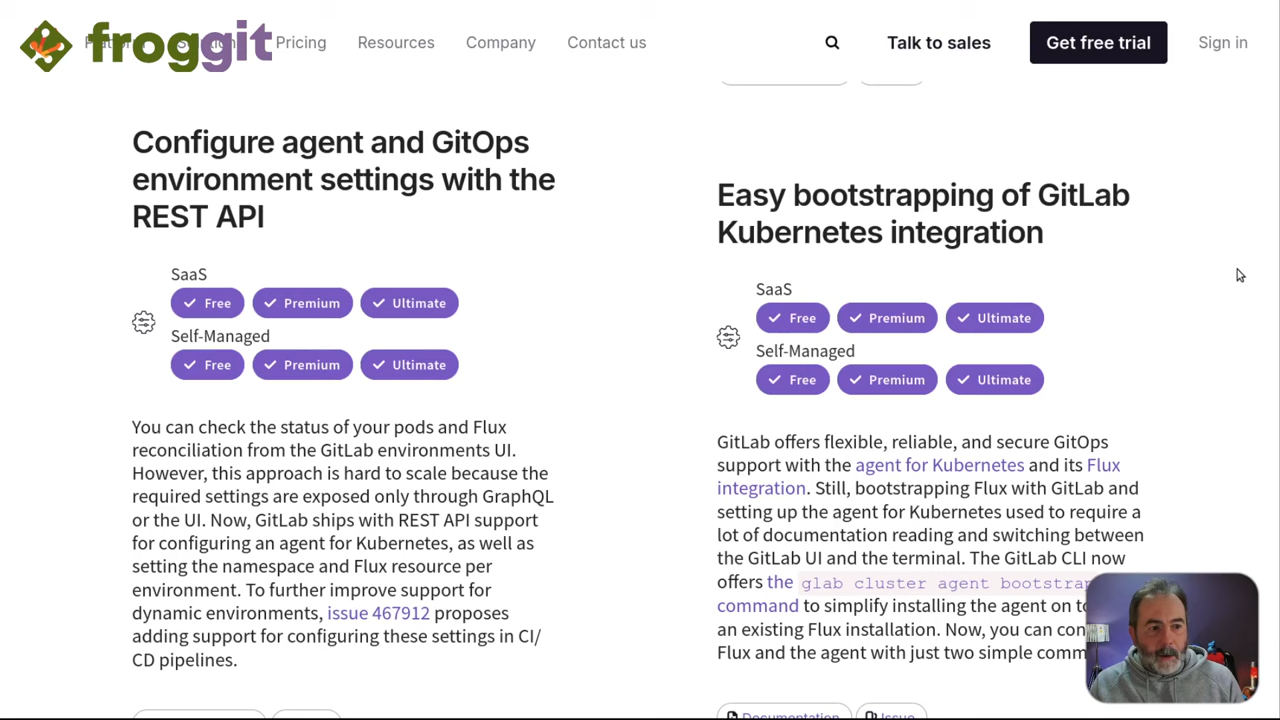 froggit
Pricing
Resources
Company
Contact us
Talk to sales
Get free trial
Sign in
Configure agent and GitOps
environment settings with the
REST API
SaaS
Free
Premium
Ultimate
Self-Managed
Free
Premium
Ultimate
You can check the status of your pods and Flux
reconciliation from the GitLab environments UI.
However, this approach is hard to scale because the
required settings are exposed only through GraphQL
or the UI. Now, GitLab ships with REST API support
for configuring an agent for Kubernetes, as well as
setting the namespace and Flux resource per
environment. To further improve support for
dynamic environments, issue 467912 proposes
adding support for configuring these settings in CI/
CD pipelines.
Easy bootstrapping of GitLab
Kubernetes integration
SaaS
Free
Premium
Ultimate
Self-Managed
Free
Premium
Ultimate
GitLab offers flexible, reliable, and secure GitOps
support with the agent for Kubernetes and its Flux
integration. Still, bootstrapping Flux with GitLab and
setting up the agent for Kubernetes used to require a
lot of documentation reading and switching between
the GitLab UI and the terminal. The GitLab CLI now
offers the glab cluster agent bootstrap
command to simplify installing the agent on
an existing Flux installation. Now, you can
Flux and the agent with just two simple
Documentation
Issue